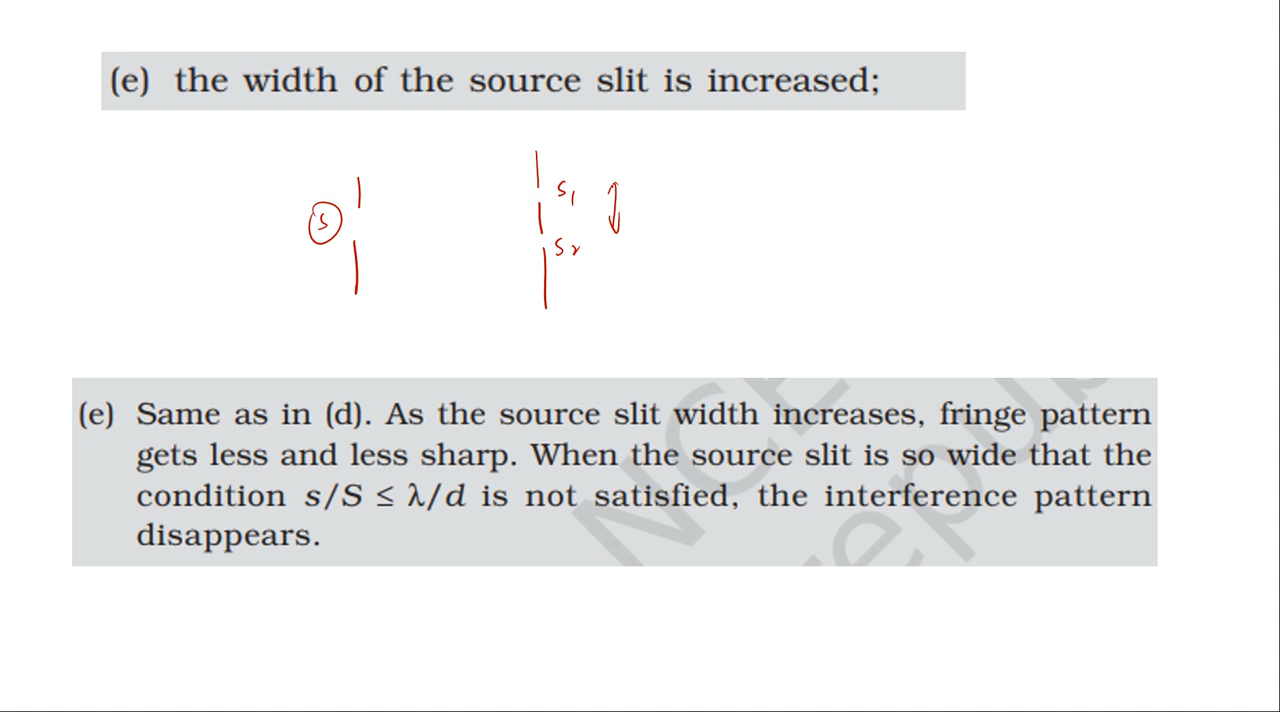 (e) the width of the source slit is increased;
S
S1
S2
(e) Same as in (d). As the source slit width increases, fringe pattern
gets less and less sharp. When the source slit is so wide that the
condition s/S ≤ λ/d is not satisfied, the interference pattern
disappears.